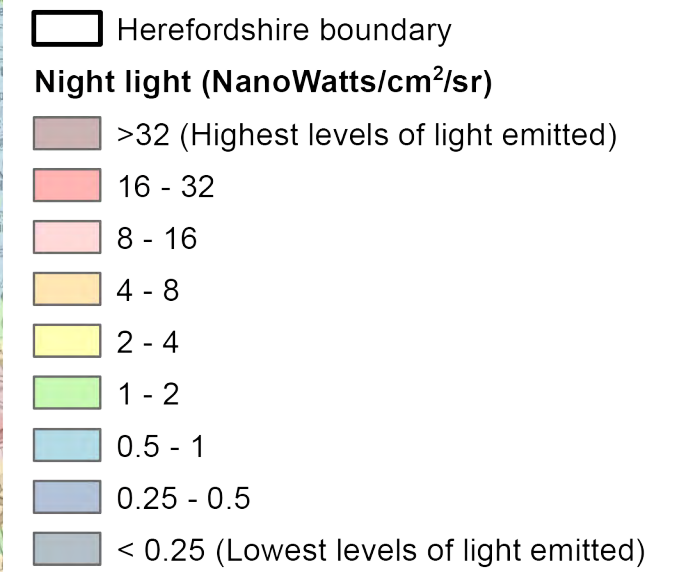 Herefordshire boundary
Night light (NanoWatts/cm²/sr)
>32 (Highest levels of light emitted)
16 - 32
8 - 16
4 - 8
2 - 4
1 - 2
0.5 - 1
0.25 - 0.5
< 0.25 (Lowest levels of light emitted)